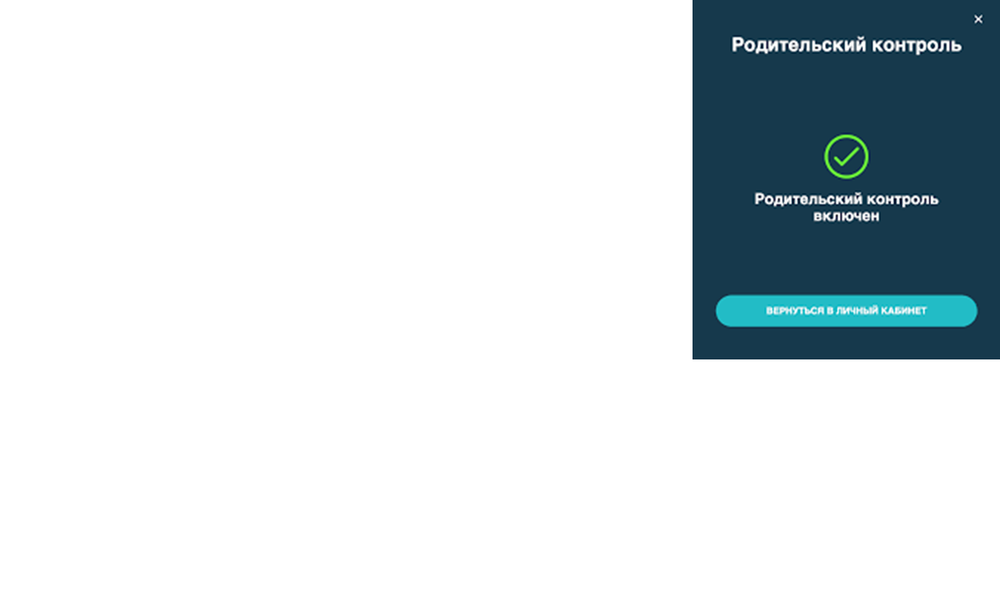 Родительский контроль
Родительский контроль
включен
ВЕРНУТЬСЯ В ЛИЧНЫЙ КАБИНЕТ